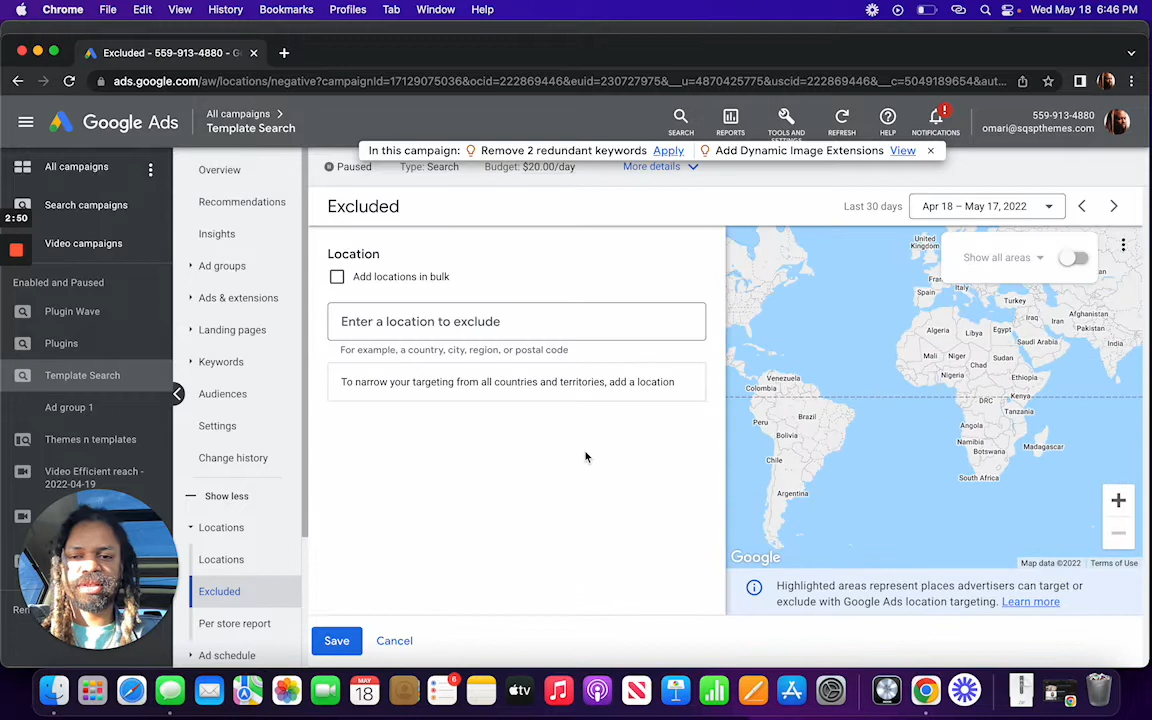 Chrome File Edit View History Bookmarks Profiles Tab Window Help Wed May 18 6:46 PM
Excluded - 559-913-4880 - G
ads.google.com/aw/locations/negative?campaignId=17129075036&ocid=222869446&euid=230727975&__u=4870425775&uscid=222869446&__c=5049189654&aut...
Google Ads
All campaigns
Template Search
SEARCH
REPORTS
TOOLS AND
SETTINGS
REFRESH
HELP
!
NOTIFICATIONS
559-913-4880
omari@sqspthemes.com
In this campaign: Remove 2 redundant keywords Apply Add Dynamic Image Extensions View
All campaigns
Search campaigns
2:50
Video campaigns
Enabled and Paused
Plugin Wave
Plugins
Template Search
Ad group 1
Themes n templates
Video Efficient reach -
2022-04-19
Overview
Recommendations
Insights
Ad groups
Ads & extensions
Landing pages
Keywords
Audiences
Settings
Change history
Show less
Locations
Locations
Excluded
Per store report
Ad schedule
Paused Type: Search Budget: $20.00/day More details
Excluded
Last 30 days Apr 18 – May 17, 2022
Location
Add locations in bulk
Enter a location to exclude
For example, a country, city, region, or postal code
To narrow your targeting from all countries and territories, add a location
Save
Cancel
Show all areas
United
Kingdom
Spain
Turkey
Iraq
Iran
Afghanistan
Pakistan
Algeria
Libya
Egypt
Saudi Arabia
India
Mali
Niger
Chad
Sudan
Nigeria
Ethiopia
Venezuela
Colombia
DRC
Kenya
Tanzania
Peru
Brazil
Bolivia
Angola
Namibia
Botswana
Madagascar
Chile
South Africa
Argentina
Google
Map data ©2022 Terms of Use
Highlighted areas represent places advertisers can target or
exclude with Google Ads location targeting. Learn more
MAY
18
6
tv